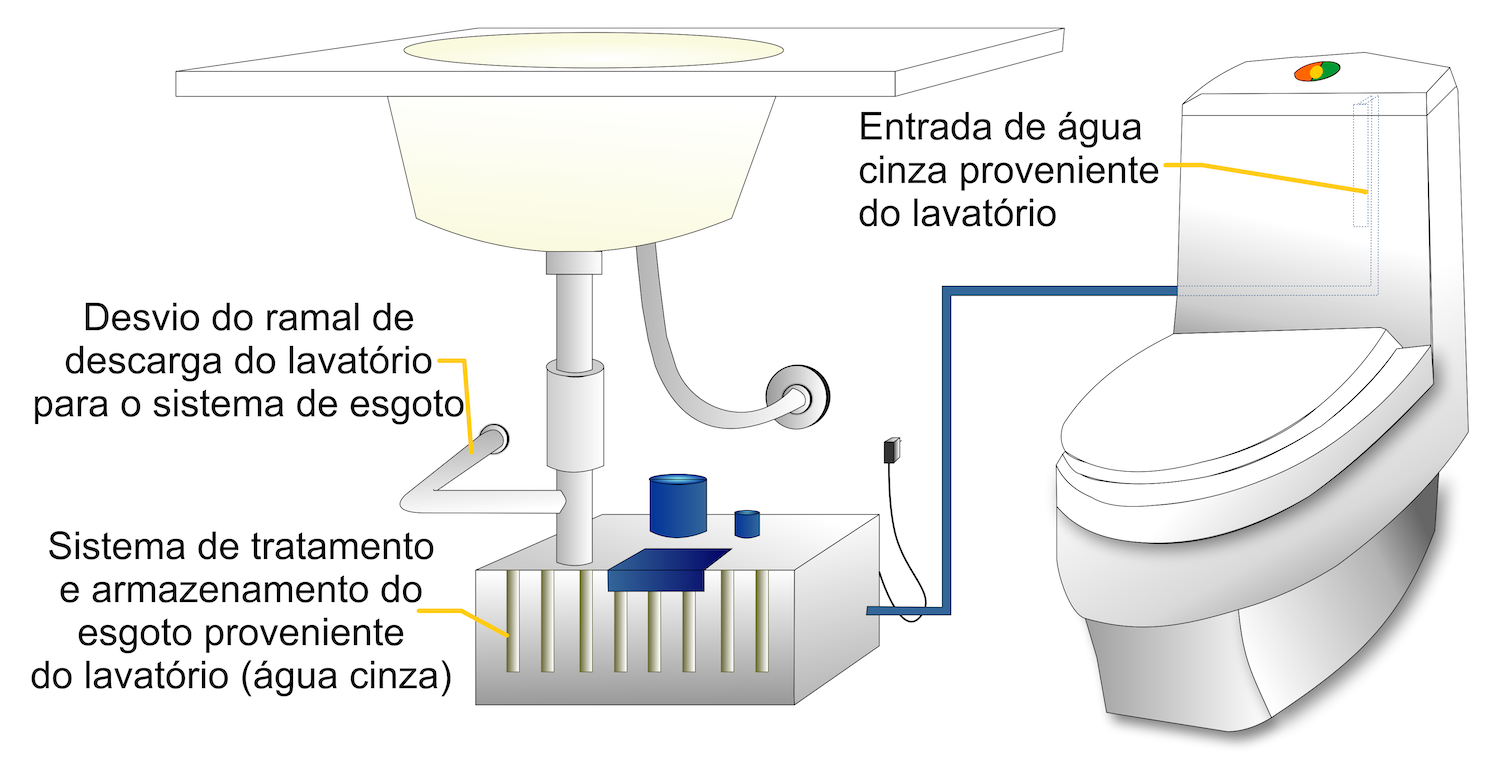 Entrada de água
cinza proveniente
do lavatório
Desvio do ramal de
descarga do lavatório
para o sistema de esgoto
Sistema de tratamento
e armazenamento do
esgoto proveniente
do lavatório (água cinza)